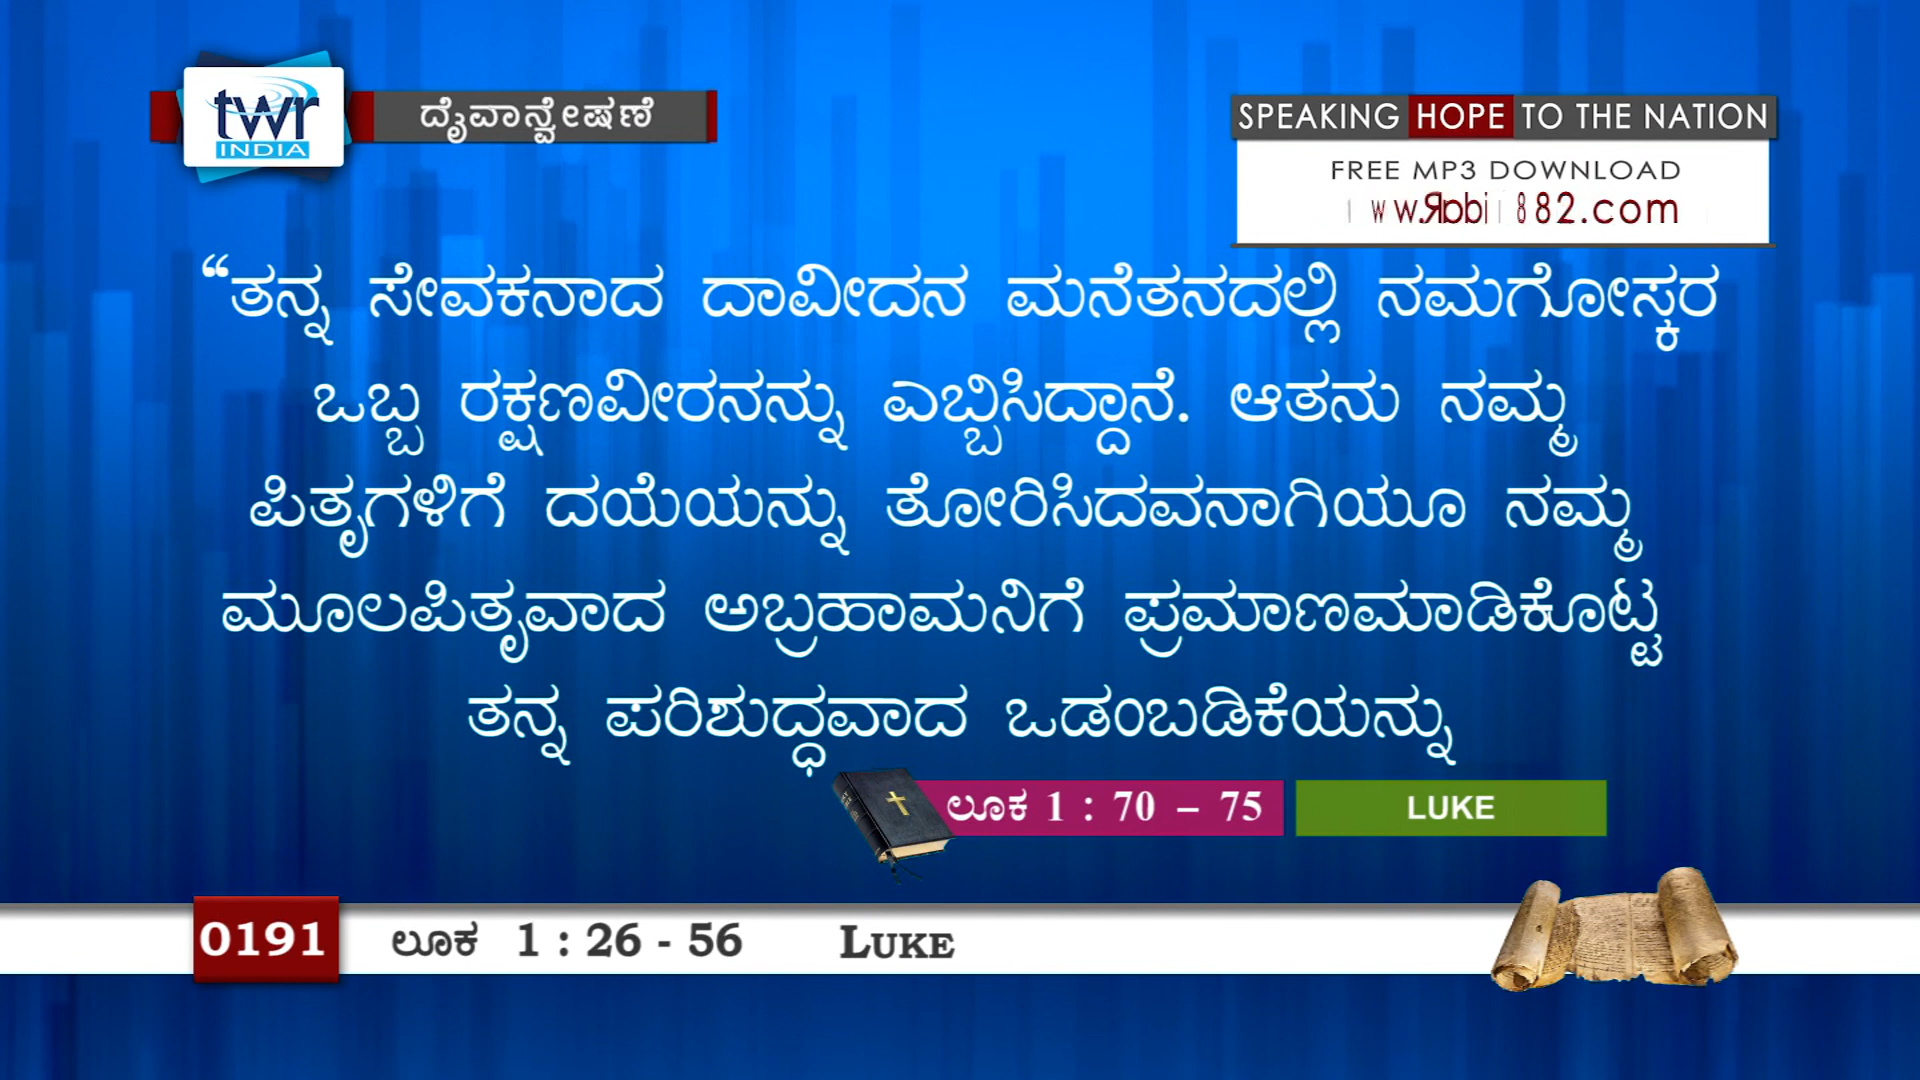 twr
INDIA
ದೈವಾನ್ವೇಷಣೆ
SPEAKING HOPE TO THE NATION
FREE MP3 DOWNLOAD
“ತನ್ನ ಸೇವಕನಾದ ದಾವೀದನ ಮನೆತನದಲ್ಲಿ ನಮಗೋಸ್ಕರ
ಒಬ್ಬ ರಕ್ಷಣವೀರನನ್ನು ಎಬ್ಬಿಸಿದ್ದಾನೆ. ಆತನು ನಮ್ಮ
ಪಿತೃಗಳಿಗೆ ದಯೆಯನ್ನು ತೋರಿಸಿದವನಾಗಿಯೂ ನಮ್ಮ
ಮೂಲಪಿತೃವಾದ ಅಬ್ರಹಾಮನಿಗೆ ಪ್ರಮಾಣಮಾಡಿಕೊಟ್ಟ
ತನ್ನ ಪರಿಶುದ್ಧವಾದ ಒಡಂಬಡಿಕೆಯನ್ನು
ಲೂಕ 1 : 70 – 75 LUKE
0191 ಲೂಕ 1 : 26 - 56 LUKE